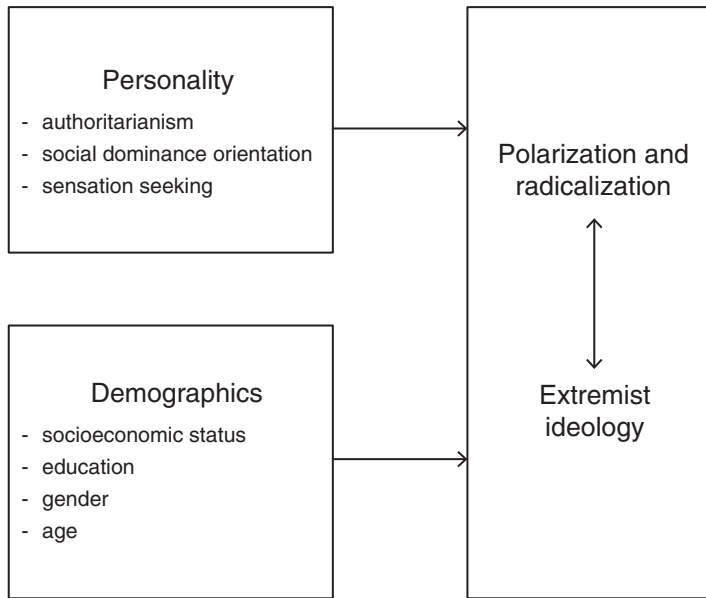 Personality
- authoritarianism
- social dominance orientation
- sensation seeking
Demographics
- socioeconomic status
- education
- gender
- age
Polarization and
radicalization
Extremist
ideology